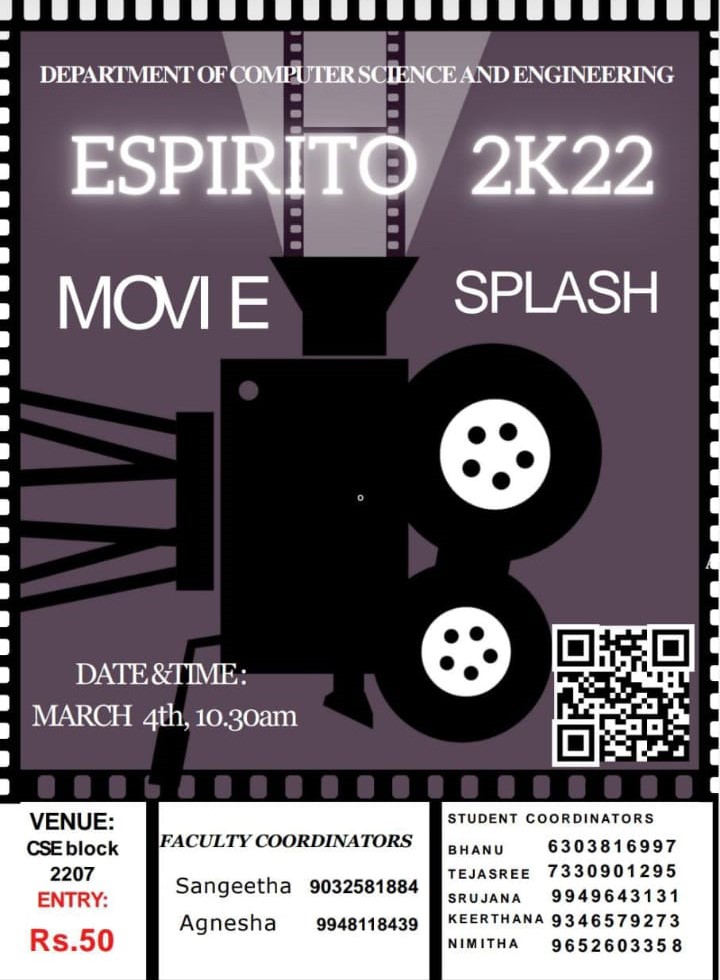 DEPARTMENT OF COMPUTER SCIENCE AND ENGINEERING
ESPIRITO 2K22
MOVIE SPLASH
DATE&TIME:
MARCH 4th, 10.30am
VENUE:
CSE block
2207
ENTRY:
Rs.50
FACULTY COORDINATORS
Sangeetha 9032581884
Agnesha 9948118439
STUDENT COORDINATORS
BHANU 6303816997
TEJASREE 7330901295
SRUJANA 9949643131
KEERTHANA 9346579273
NIMITHA 9652603358